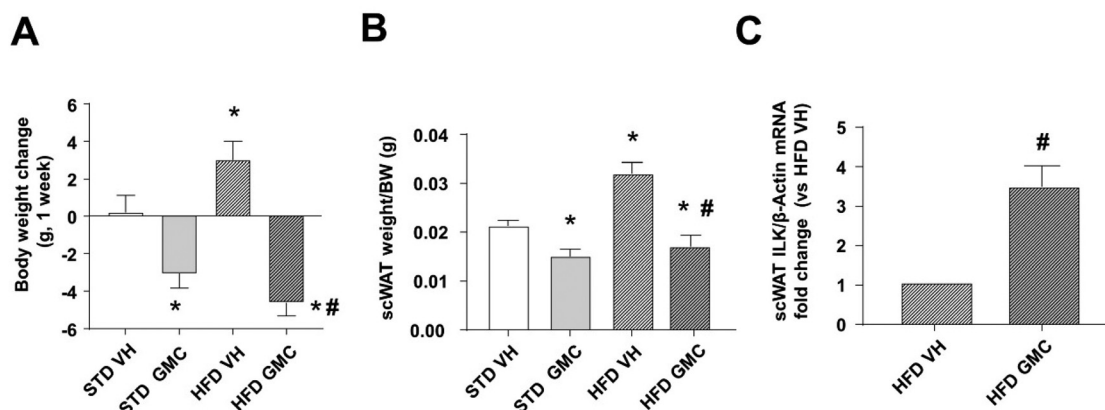 A
Body weight change
(g, 1 week)
6
4
2
0
-2
-4
-6
*
*
* #
STD VH
STD GMC
HFD VH
HFD GMC
B
scWAT weight/BW (g)
0.04
0.03
0.02
0.01
0.00
*
*
* #
STD VH
STD GMC
HFD VH
HFD GMC
C
scWAT ILK/β-Actin mRNA
fold change (vs HFD VH)
5
4
3
2
1
0
#
HFD VH
HFD GMC